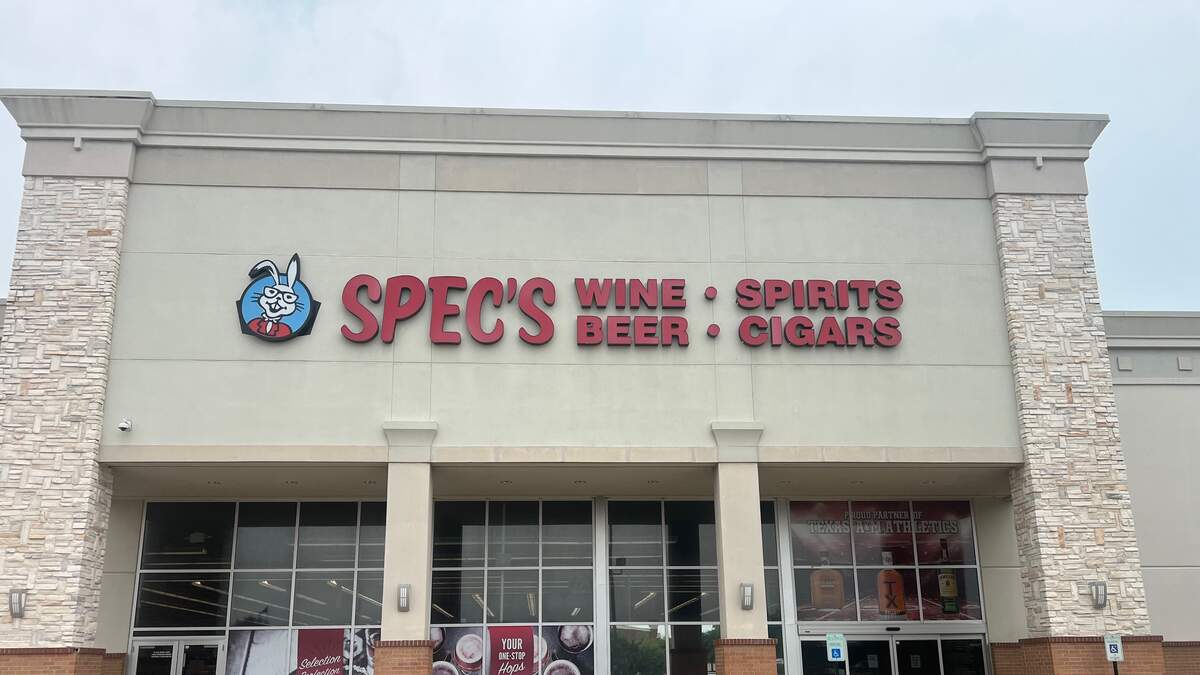 SPEC'S
WINE • SPIRITS
BEER • CIGARS
PROUD PARTNER OF
TEXAS A&M ATHLETICS
TX
YOUR
ONE-STOP
Hops
Selection